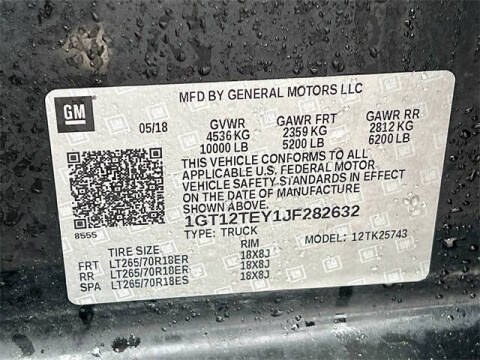 MFD BY GENERAL MOTORS LLC
GM
05/18 GVWR GAWR FRT GAWR RR
4536 KG 2359 KG 2812 KG
10000 LB 5200 LB 6200 LB
THIS VEHICLE CONFORMS TO ALL
APPLICABLE U.S. FEDERAL MOTOR
VEHICLE SAFETY STANDARDS IN EFFECT
ON THE DATE OF MANUFACTURE
SHOWN ABOVE.
8555 1GT12TEY1JF282632
TYPE: TRUCK MODEL: 12TK25743
TIRE SIZE RIM
FRT LT265/70R18ER 18X8J
RR LT265/70R18ER 18X8J
SPA LT265/70R18ES 18X8J